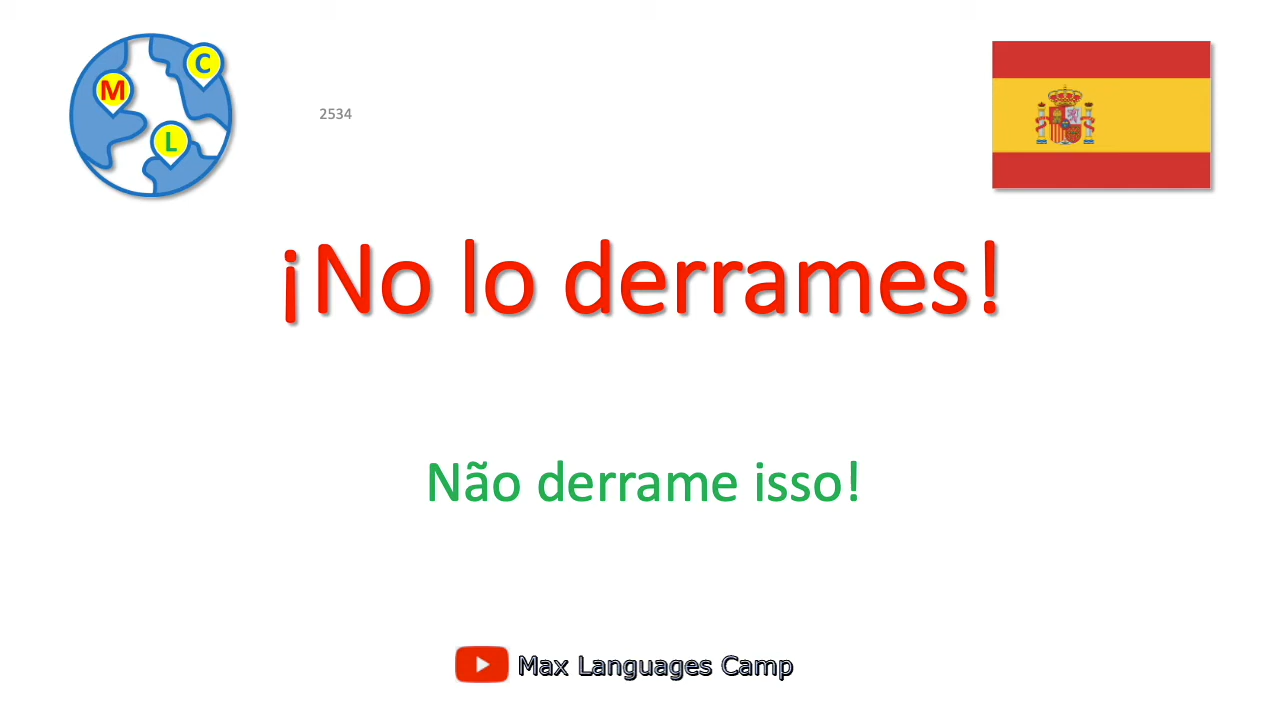 M
C
L
2534
¡No lo derrames!
Não derrame isso!
Max Languages Camp